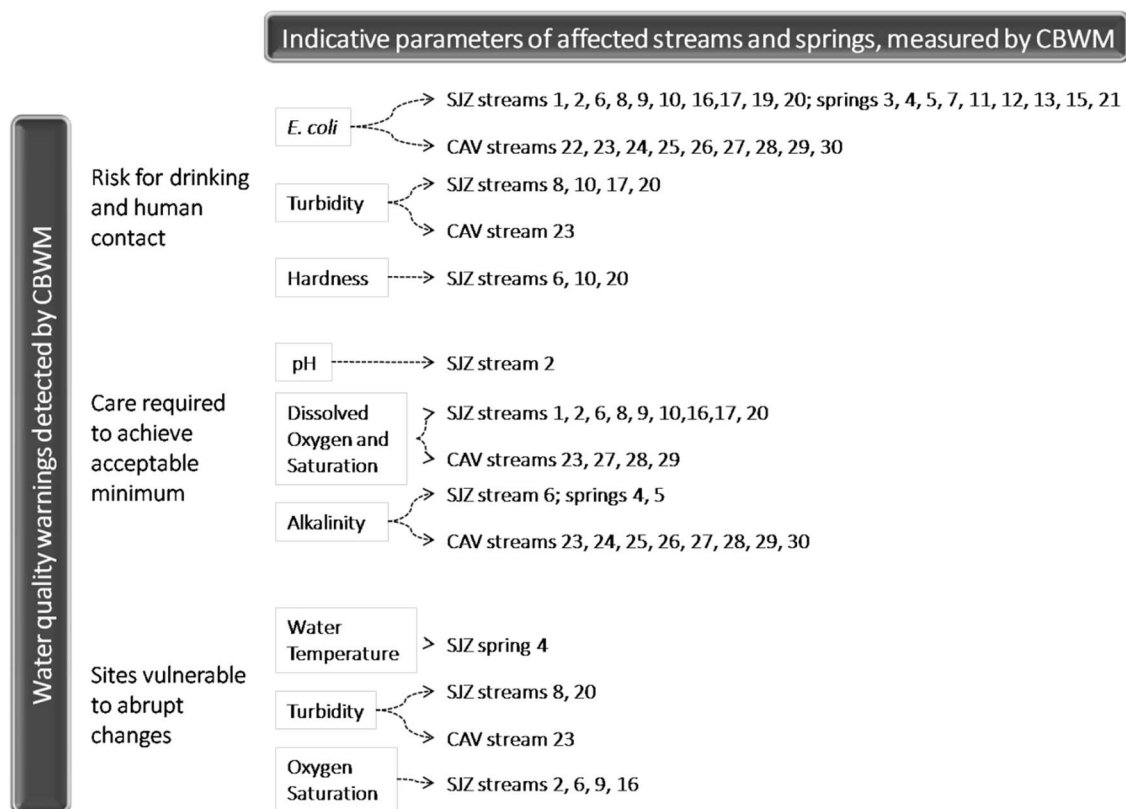 Indicative parameters of affected streams and springs, measured by CBWM
Water quality warnings detected by CBWM
Risk for drinking
and human
contact
E. coli
SJZ streams 1, 2, 6, 8, 9, 10, 16,17, 19, 20; springs 3, 4, 5, 7, 11, 12, 13, 15, 21
CAV streams 22, 23, 24, 25, 26, 27, 28, 29, 30
Turbidity
SJZ streams 8, 10, 17, 20
CAV stream 23
Hardness
SJZ streams 6, 10, 20
Care required
to achieve
acceptable
minimum
pH
SJZ stream 2
Dissolved
Oxygen and
Saturation
SJZ streams 1, 2, 6, 8, 9, 10,16,17, 20
CAV streams 23, 27, 28, 29
Alkalinity
SJZ stream 6; springs 4, 5
CAV streams 23, 24, 25, 26, 27, 28, 29, 30
Sites vulnerable
to abrupt
changes
Water
Temperature
SJZ spring 4
Turbidity
SJZ streams 8, 20
CAV stream 23
Oxygen
Saturation
SJZ streams 2, 6, 9, 16